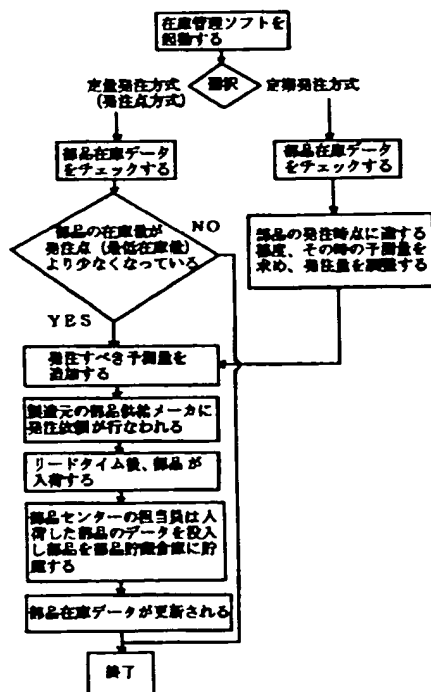 在庫管理ソフトを
起動する
選択
定量発注方式
(発注点方式)
定期発注方式
部品在庫データ
をチェックする
部品在庫データ
をチェックする
部品の在庫量が
発注点(最低在庫量)
より少なくなっている
NO
YES
部品の発注時点に達する
都度、その時の予測量を
求め、発注量を調整する
発注すべき予測量を
追加する
製造元の部品供給メーカに
発注依頼が行なわれる
リードタイム後、部品が
入荷する
部品センターの担当員は入
荷した部品のデータを投入
し部品を部品貯蔵倉庫に貯
蔵する
部品在庫データが更新される
終了